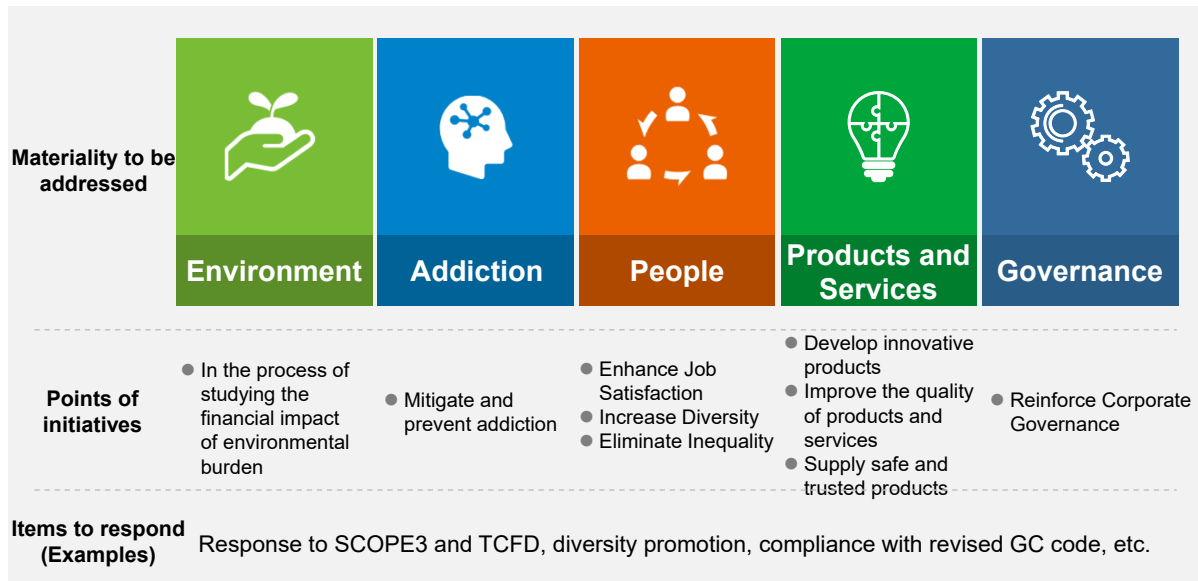 Materiality to be
addressed
Environment
Addiction
People
Products and
Services
Governance
Points of
initiatives
● In the process of
studying the
financial impact
of environmental
burden
● Mitigate and
prevent addiction
● Enhance Job
Satisfaction
● Increase Diversity
● Eliminate Inequality
● Develop innovative
products
● Improve the quality
of products and
services
● Supply safe and
trusted products
● Reinforce Corporate
Governance
Items to respond
(Examples)
Response to SCOPE3 and TCFD, diversity promotion, compliance with revised GC code, etc.